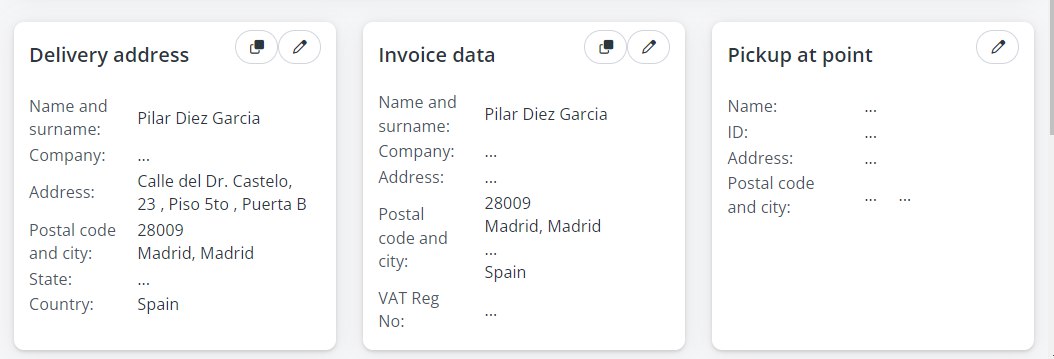 Delivery address
Name and
surname:
Pilar Diez Garcia
Company:
...
Address:
Calle del Dr. Castelo,
23 , Piso 5to , Puerta B
Postal code
and city:
28009
Madrid, Madrid
State:
...
Country:
Spain
Invoice data
Name and
surname:
Pilar Diez Garcia
Company:
...
Address:
...
Postal
code and
city:
28009
Madrid, Madrid
...
Spain
VAT Reg
No:
...
Pickup at point
Name:
...
ID:
...
Address:
...
Postal code
and city:
... ...